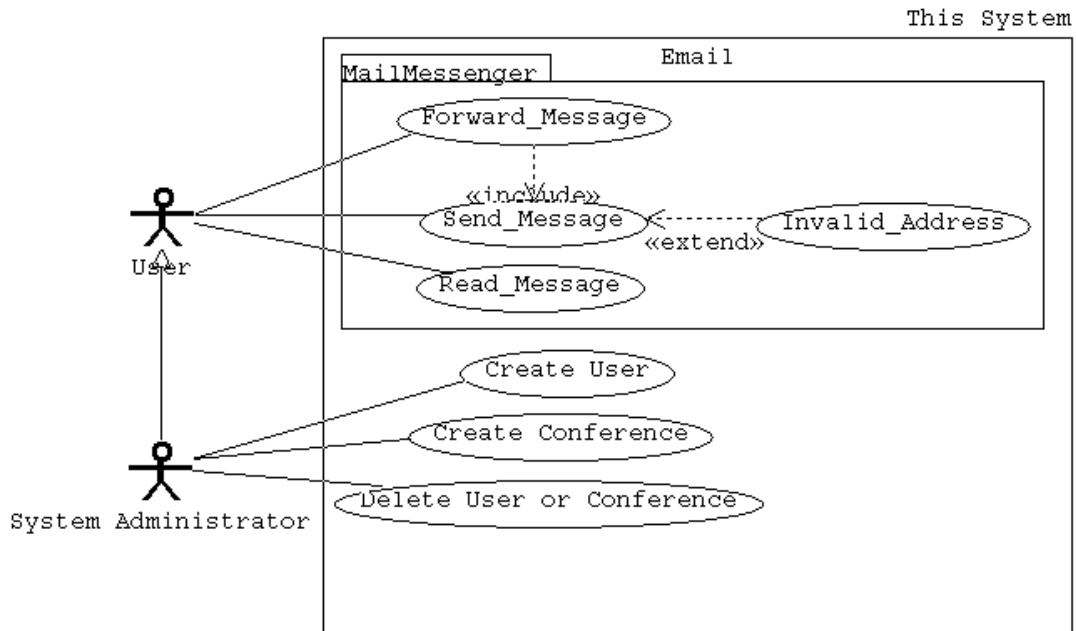 This System
Email
MailMessenger
Forward_Message
«include»
Send_Message
Invalid_Address
«extend»
User
Read_Message
Create User
Create Conference
Delete User or Conference
System Administrator